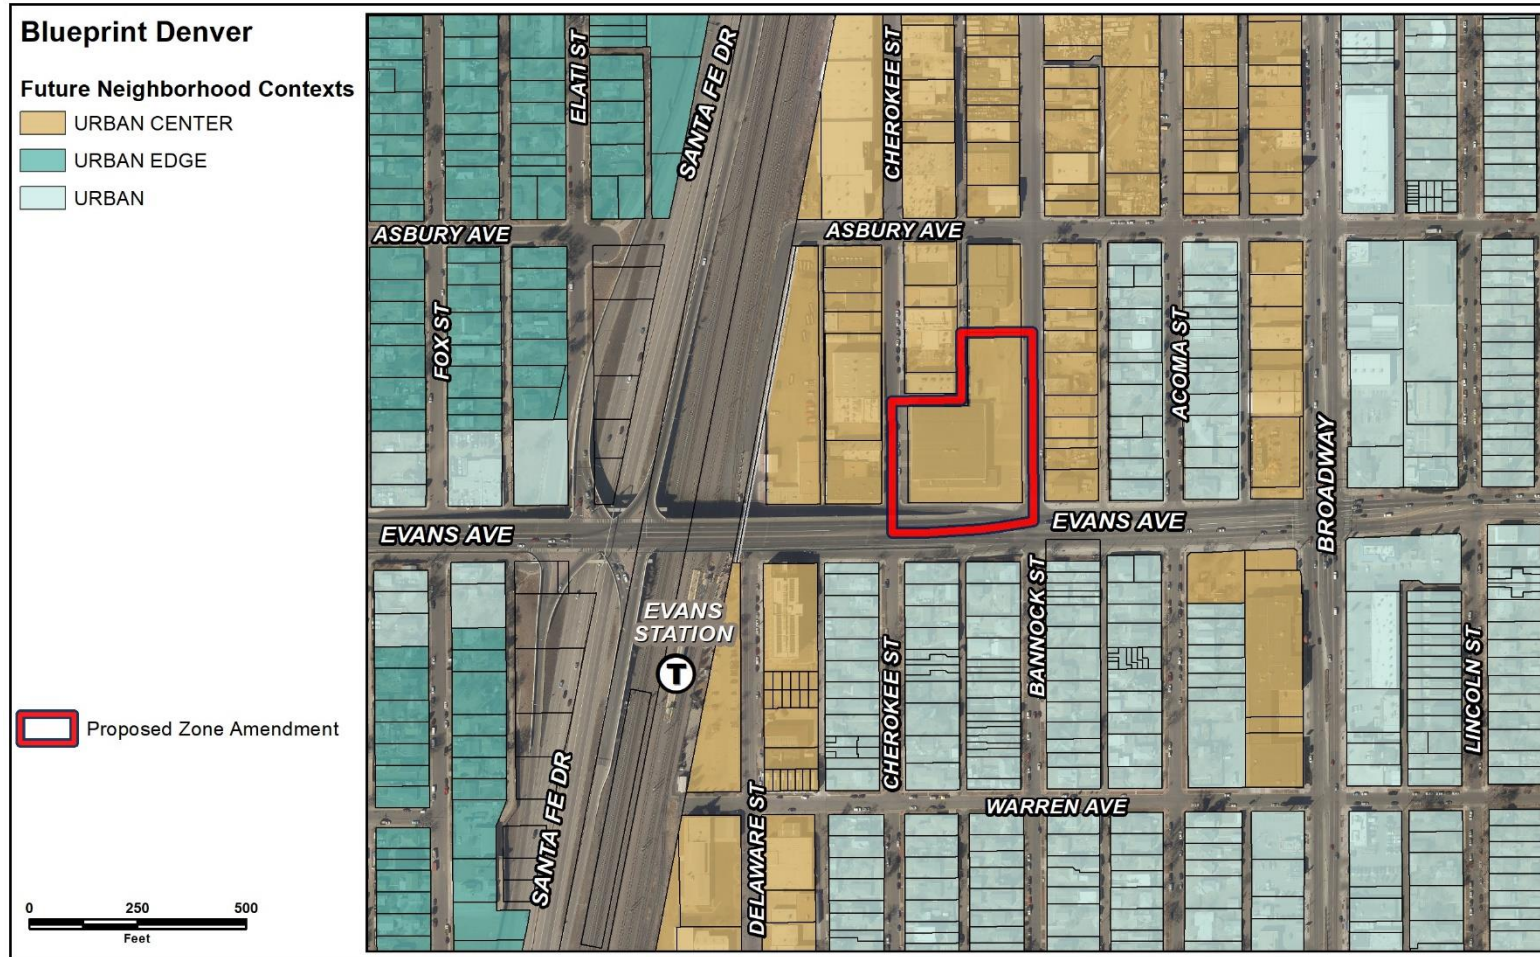 Blueprint Denver
Future Neighborhood Contexts
URBAN CENTER
URBAN EDGE
URBAN
Proposed Zone Amendment
0 250 500
Feet
ELATI ST
SANTA FE DR
CHEROKEE ST
ASBURY AVE
ASBURY AVE
FOX ST
ACOMA ST
BROADWAY
EVANS AVE
EVANS AVE
EVANS
STATION
T
BANNOCK ST
CHEROKEE ST
LINCOLN ST
WARREN AVE
SANTA FE DR
DELAWARE ST